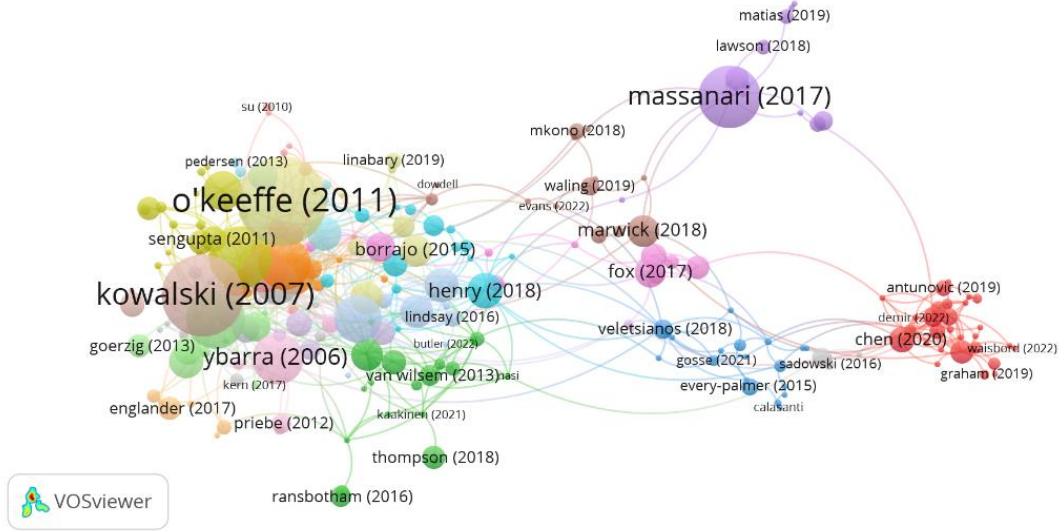 matias (2019)
lawson (2018)
massanari (2017)
su (2010)
mkono (2018)
pedersen (2013)
linabary (2019)
dowdell
waling (2019)
o'keeffe (2011)
evans (2022)
marwick (2018)
sengupta (2011)
borrajo (2015)
fox (2017)
kowalski (2007)
henry (2018)
antunovic (2019)
lindsay (2016)
demir (2022)
veletsianos (2018)
chen (2020)
goerzig (2013)
butler (2022)
waisbord (2022)
ybarra (2006)
gosse (2021)
sadowski (2016)
graham (2019)
van wilsem (2013)
nasi
kern (2017)
every-palmer (2015)
calasanti
englander (2017)
kaakinen (2021)
priebe (2012)
thompson (2018)
ransbotham (2016)
VOSviewer